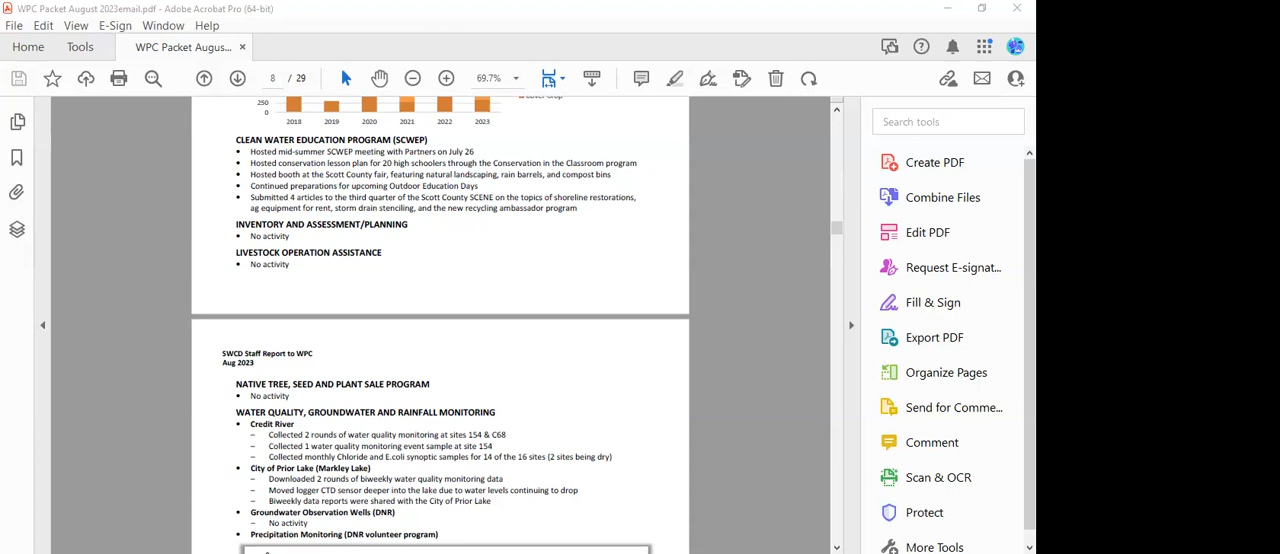 WPC Packet August 2023email.pdf - Adobe Acrobat Pro (64-bit)
File Edit View E-Sign Window Help
Home Tools WPC Packet Augus... ×
8 / 29 69.7%
250
0
2018 2019 2020 2021 2022 2023
CLEAN WATER EDUCATION PROGRAM (SCWEP)
• Hosted mid-summer SCWEP meeting with Partners on July 26
• Hosted conservation lesson plan for 20 high schoolers through the Conservation in the Classroom program
• Hosted booth at the Scott County fair, featuring natural landscaping, rain barrels, and compost bins
• Continued preparations for upcoming Outdoor Education Days
• Submitted 4 articles to the third quarter of the Scott County SCENE on the topics of shoreline restorations,
ag equipment for rent, storm drain stenciling, and the new recycling ambassador program
INVENTORY AND ASSESSMENT/PLANNING
• No activity
LIVESTOCK OPERATION ASSISTANCE
• No activity
SWCD Staff Report to WPC
Aug 2023
NATIVE TREE, SEED AND PLANT SALE PROGRAM
• No activity
WATER QUALITY, GROUNDWATER AND RAINFALL MONITORING
• Credit River
– Collected 2 rounds of water quality monitoring at sites 154 & C68
– Collected 1 water quality monitoring event sample at site 154
– Collected monthly Chloride and E.coli synoptic samples for 14 of the 16 sites (2 sites being dry)
• City of Prior Lake (Markley Lake)
– Downloaded 2 rounds of biweekly water quality monitoring data
– Moved logger CTD sensor deeper into the lake due to water levels continuing to drop
– Biweekly data reports were shared with the City of Prior Lake
• Groundwater Observation Wells (DNR)
– No activity
• Precipitation Monitoring (DNR volunteer program)
Search tools
Create PDF
Combine Files
Edit PDF
Request E-signat...
Fill & Sign
Export PDF
Organize Pages
Send for Comme...
Comment
Scan & OCR
Protect
More Tools